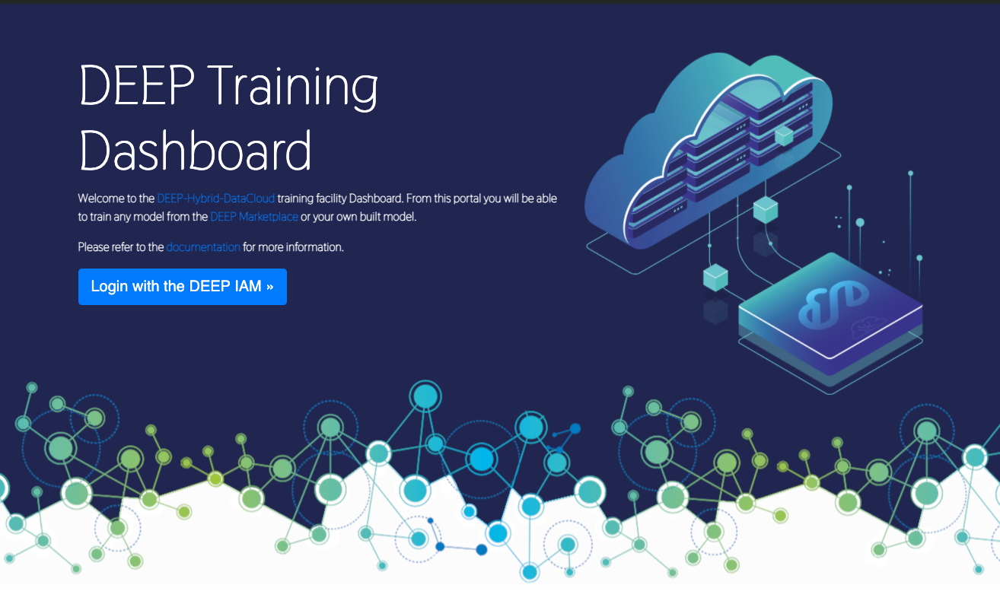 DEEP Training
Dashboard
Welcome to the DEEP-Hybrid-DataCloud training facility Dashboard. From this portal you will be able
to train any model from the DEEP Marketplace or your own built model.
Please refer to the documentation for more information.
Login with the DEEP IAM »